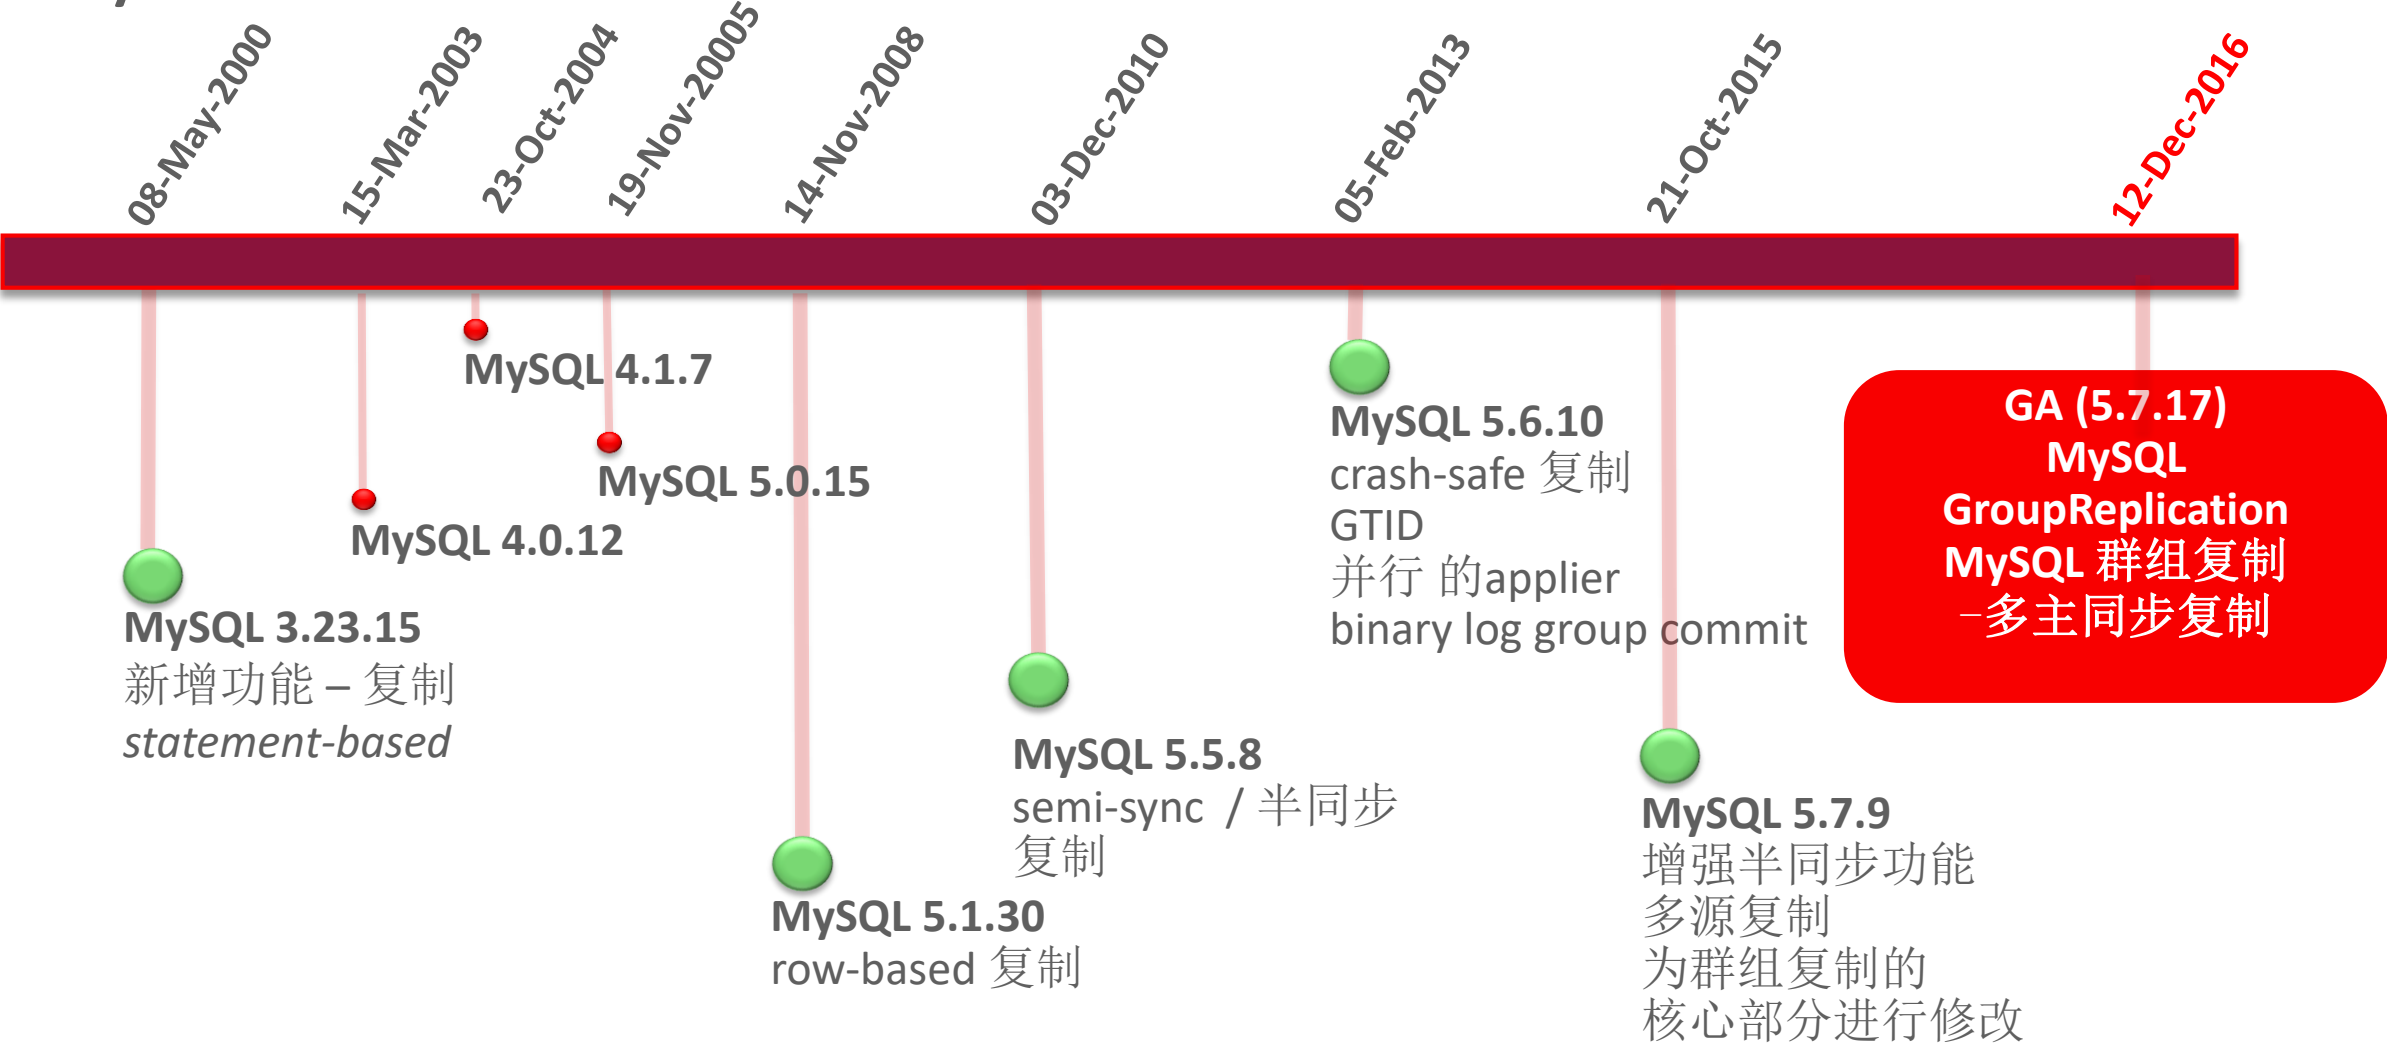 08-May-2000
15-Mar-2003
23-Oct-2004
19-Nov-20005
14-Nov-2008
03-Dec-2010
05-Feb-2013
21-Oct-2015
12-Dec-2016
MySQL 3.23.15
新增功能 – 复制
statement-based
MySQL 4.0.12
MySQL 4.1.7
MySQL 5.0.15
MySQL 5.1.30
row-based 复制
MySQL 5.5.8
semi-sync / 半同步
复制
MySQL 5.6.10
crash-safe 复制
GTID
并行 的applier
binary log group commit
MySQL 5.7.9
增强半同步功能
多源复制
为群组复制的
核心部分进行修改
GA (5.7.17)
MySQL
GroupReplication
MySQL 群组复制
–多主同步复制